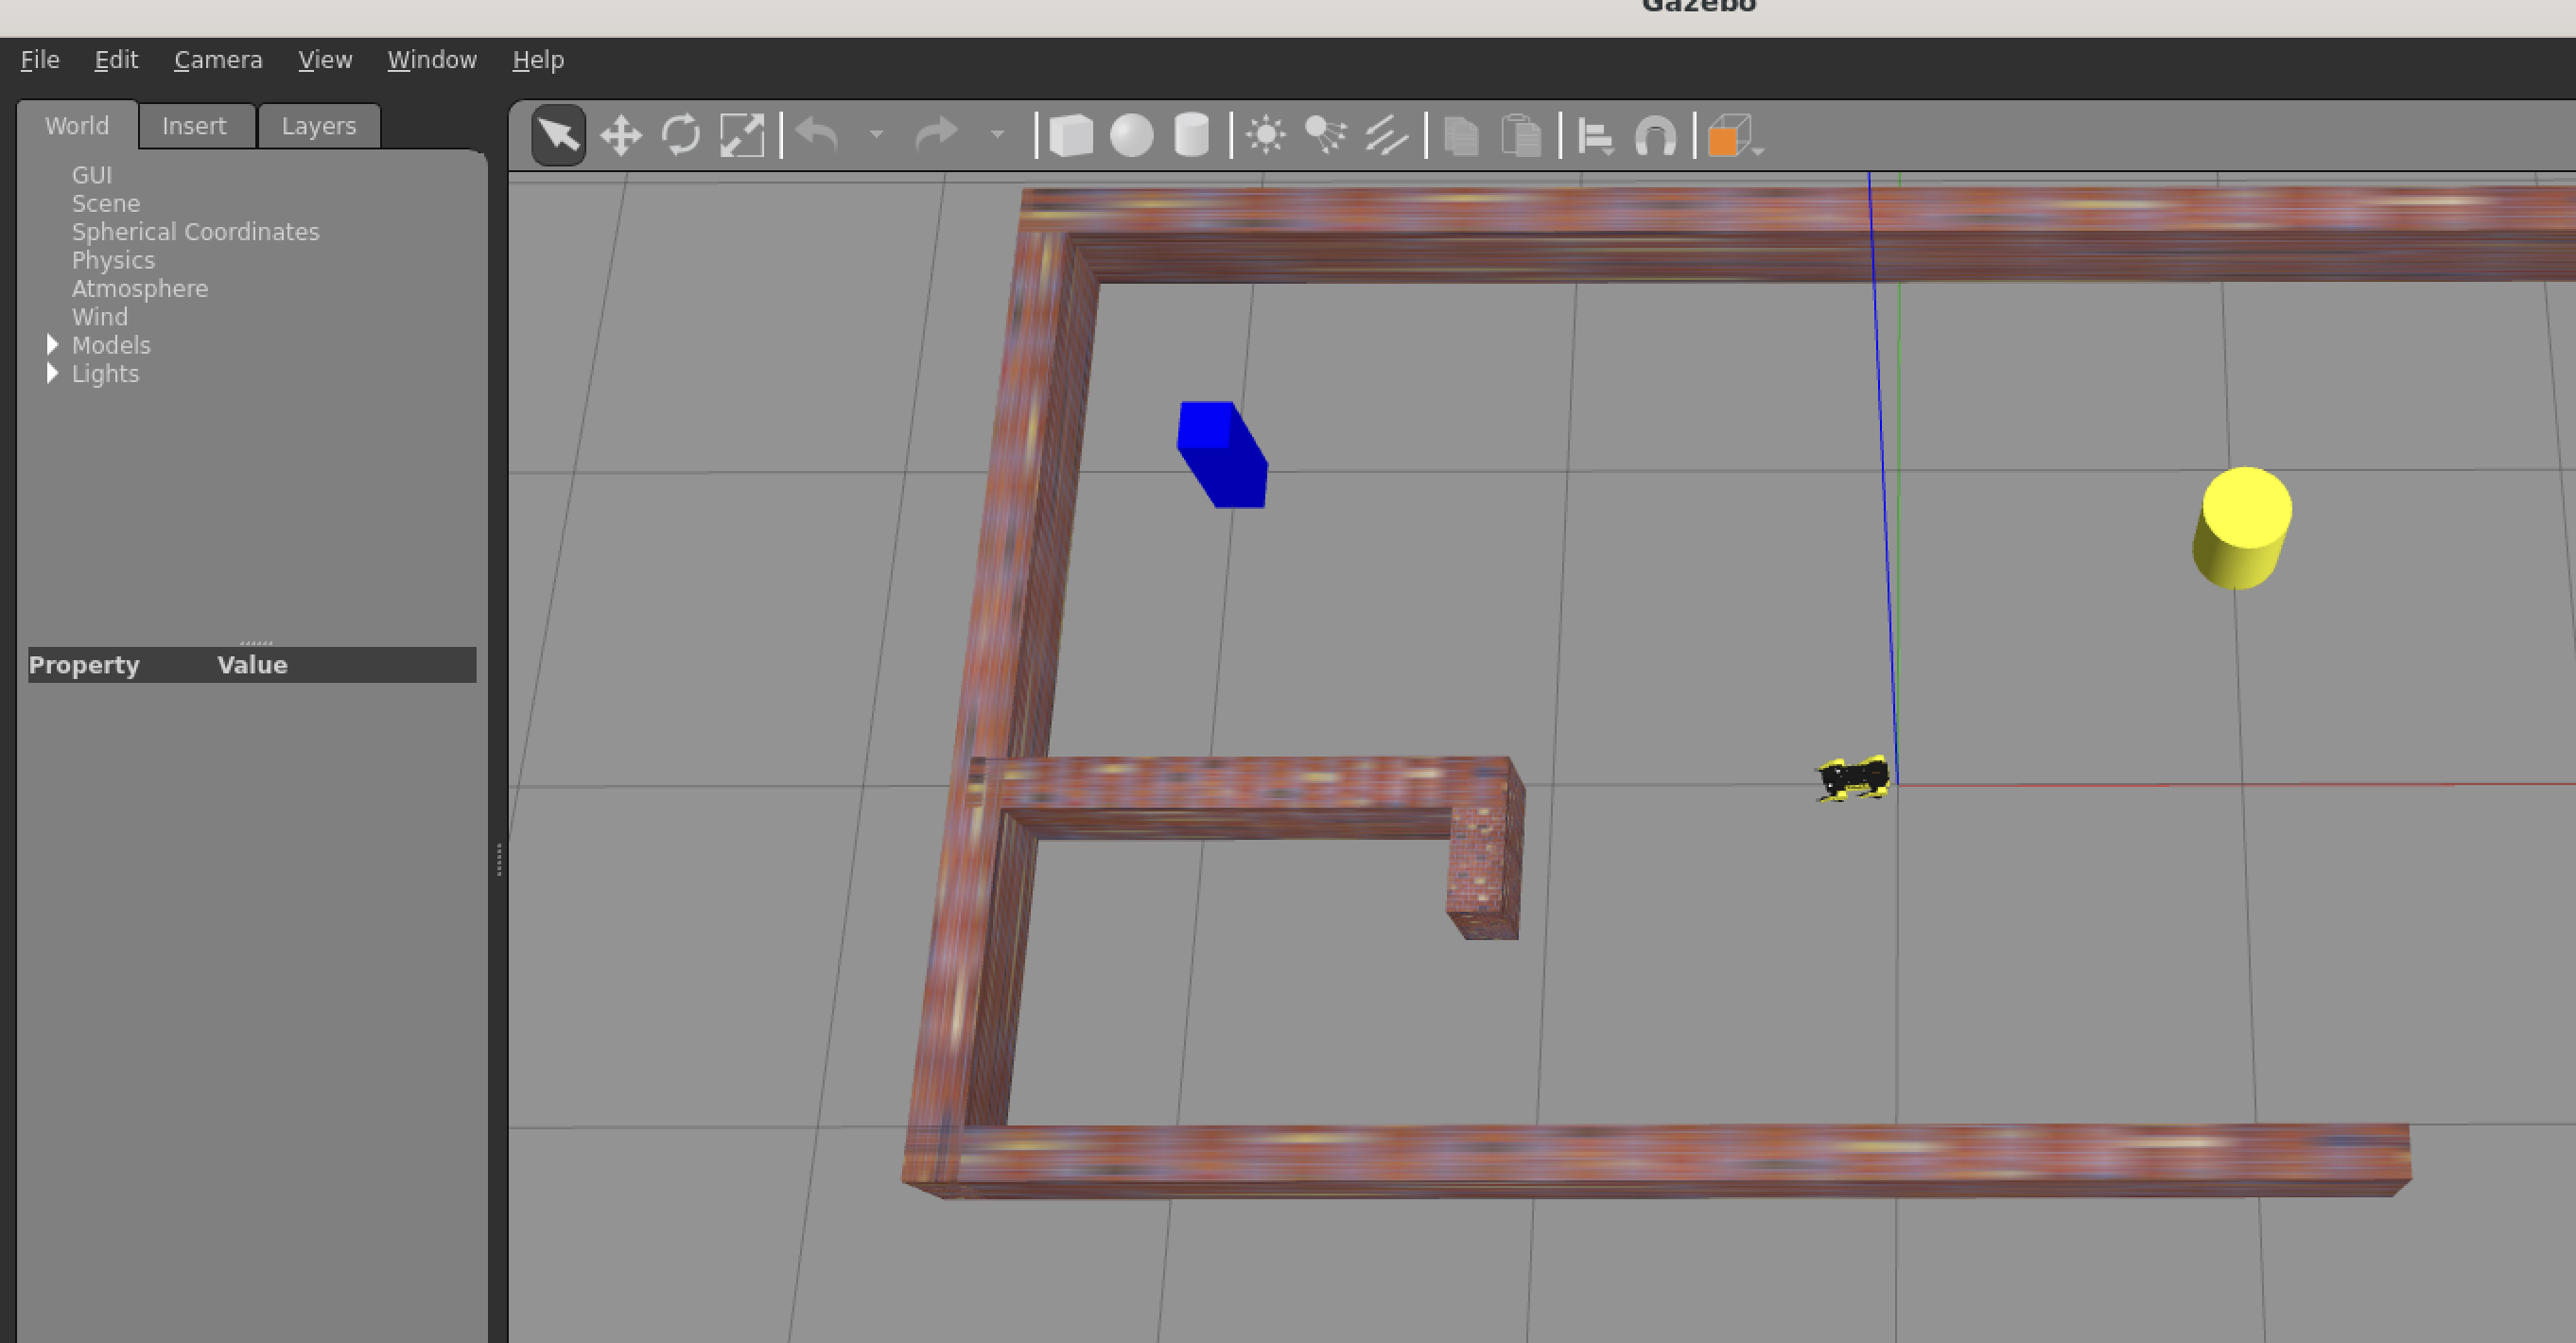 Gazebo
File Edit Camera View Window Help
World Insert Layers
GUI
Scene
Spherical Coordinates
Physics
Atmosphere
Wind
Models
Lights
Property Value